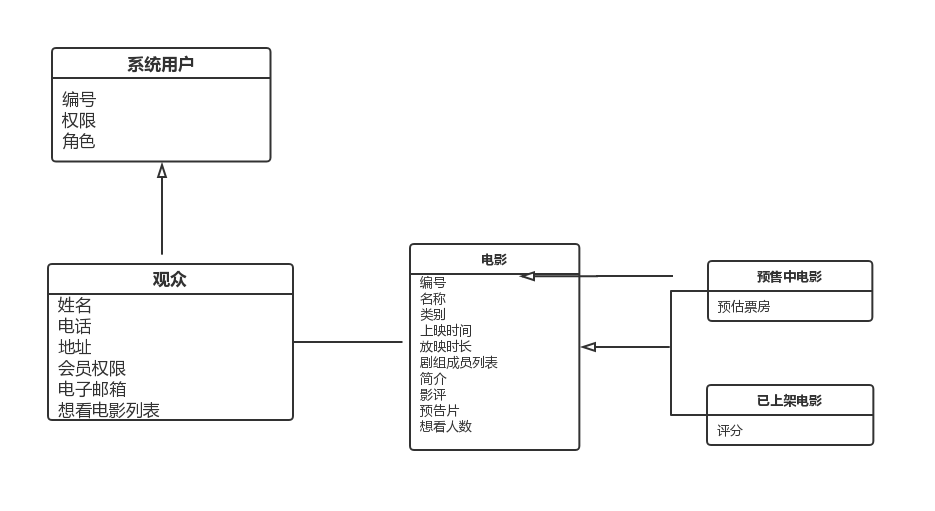 系统用户
编号
权限
角色
观众
姓名
电话
地址
会员权限
电子邮箱
想看电影列表
电影
编号
名称
类别
上映时间
放映时长
剧组成员列表
简介
影评
预告片
想看人数
预售中电影
预估票房
已上架电影
评分